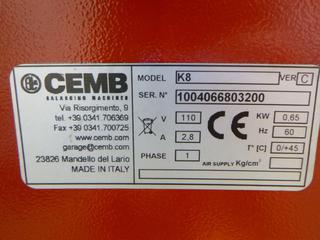 CEMB
BALANCING MACHINES
Via Risorgimento, 9
tel. +39.0341.706369
Fax +39 0341.700725
www.cemb.com
garage@cemb.com
23826 Mandello del Lario
MADE IN ITALY
MODEL K8 VER C
SER. N° 1004066803200
V 110 CE KW 0,65
A 2,8 Hz 60
PHASE 1 T° [C] 0/+45
AIR SUPPLY Kg/cm²